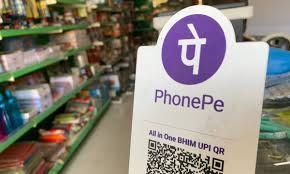 पे
PhonePe
All in One BHIM UPI QR